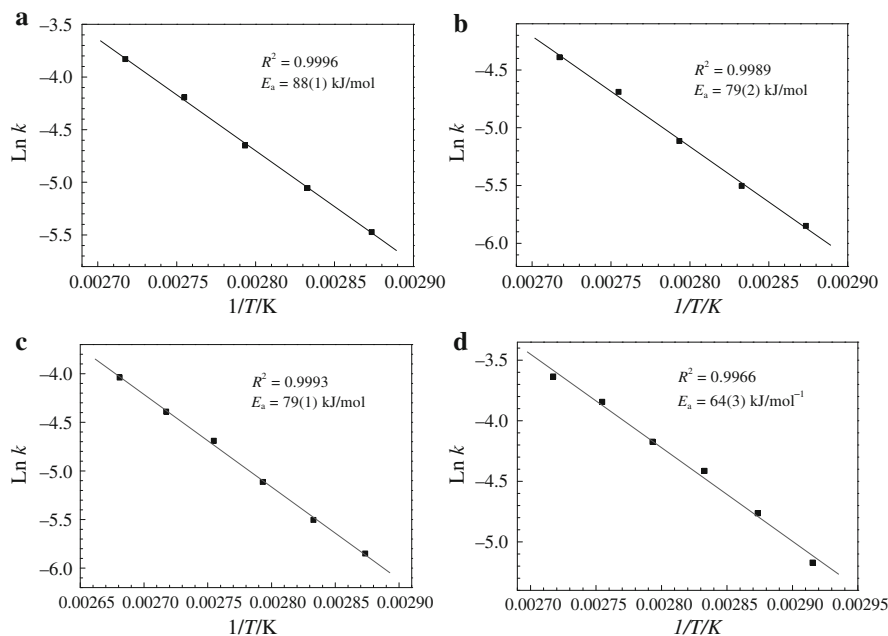 a
Ln k
−3.5
−4.0
−4.5
−5.0
−5.5
R² = 0.9996
Eₐ = 88(1) kJ/mol
0.00270 0.00275 0.00280 0.00285 0.00290
1/T/K
b
Ln k
−4.5
−5.0
−5.5
−6.0
R² = 0.9989
Eₐ = 79(2) kJ/mol
0.00270 0.00275 0.00280 0.00285 0.00290
1/T/K
c
Ln k
−4.0
−4.5
−5.0
−5.5
−6.0
R² = 0.9993
Eₐ = 79(1) kJ/mol
0.00265 0.00270 0.00275 0.00280 0.00285 0.00290
1/T/K
d
Ln k
−3.5
−4.0
−4.5
−5.0
R² = 0.9966
Eₐ = 64(3) kJ/mol⁻¹
0.00270 0.00275 0.00280 0.00285 0.00290 0.00295
1/T/K